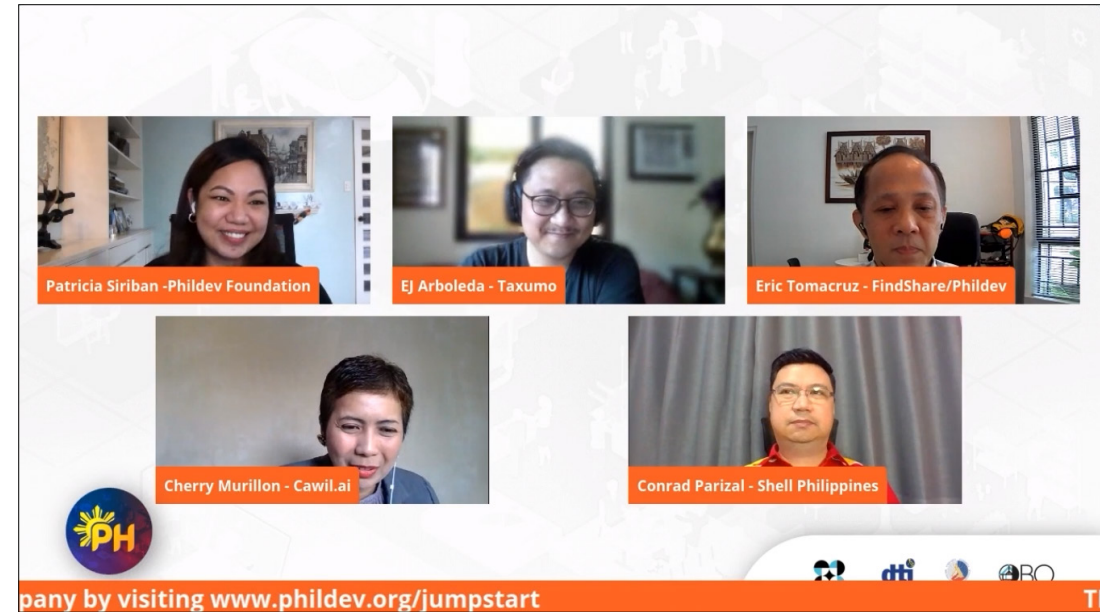 Patricia Siriban -Phildev Foundation
EJ Arboleda - Taxumo
Eric Tomacruz - FindShare/Phildev
Cherry Murillon - Cawil.ai
Conrad Parizal - Shell Philippines
PH
dti
pany by visiting www.phildev.org/jumpstart